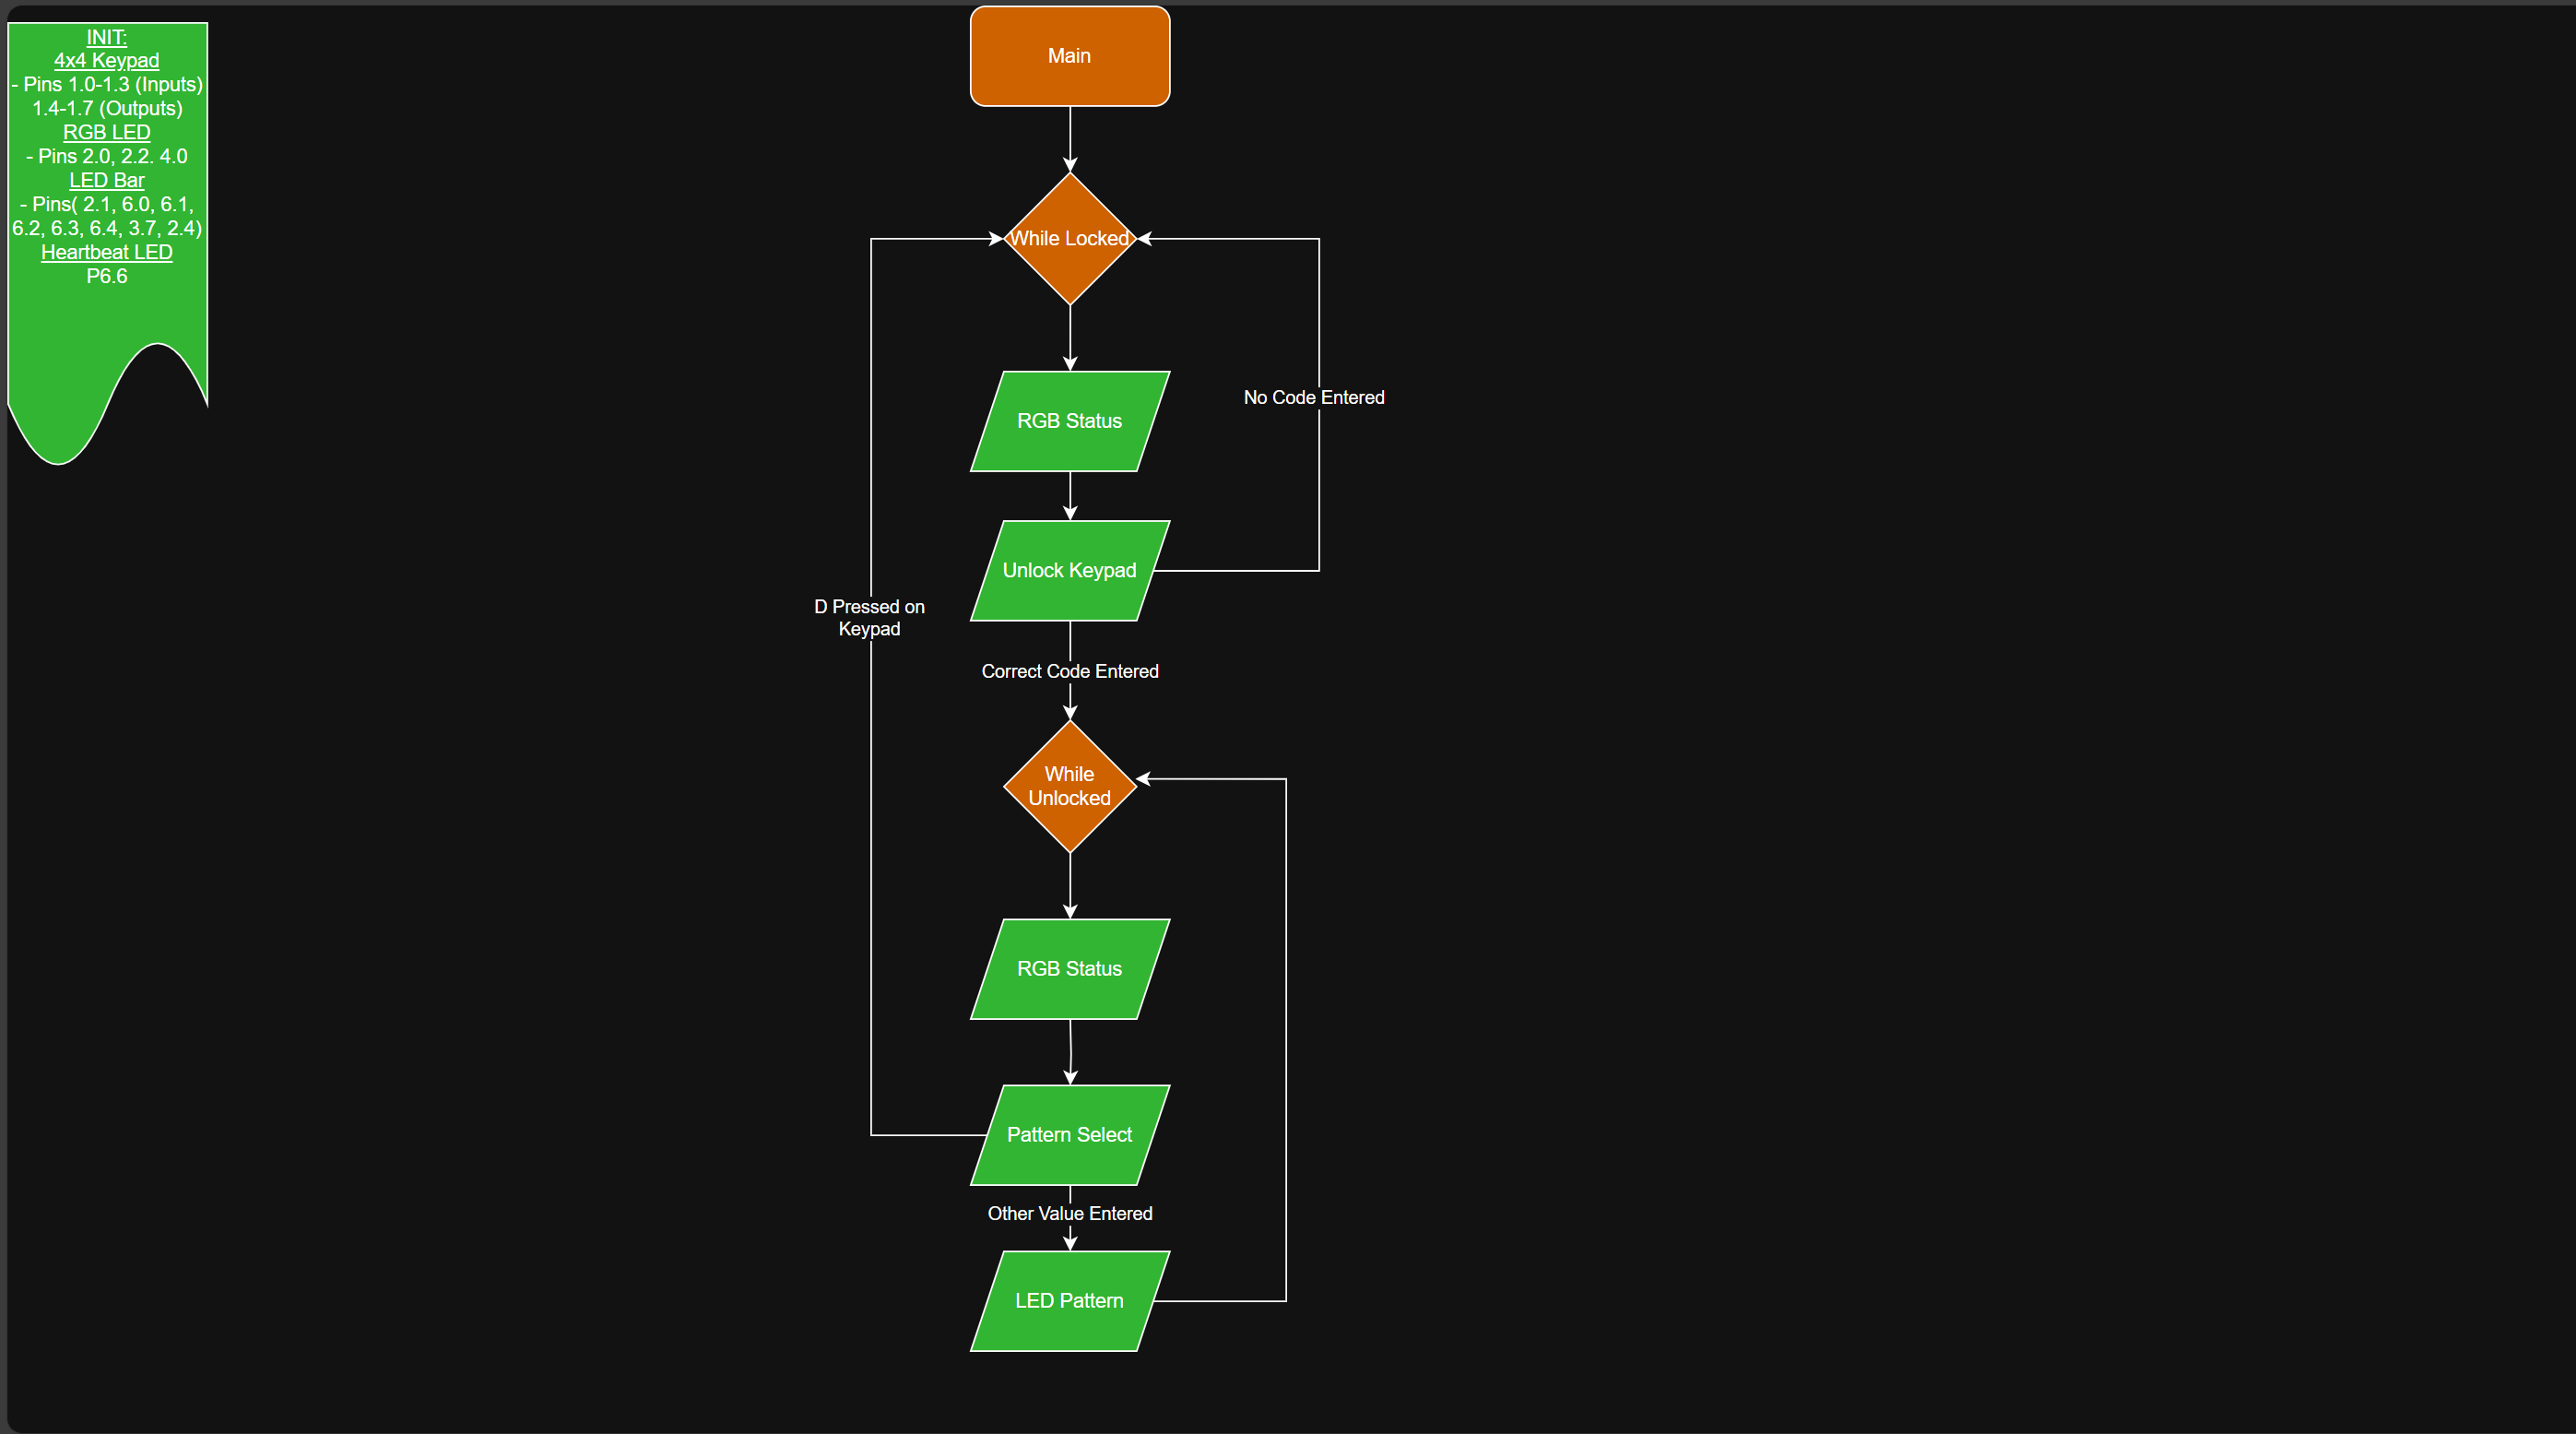 INIT:
4x4 Keypad
- Pins 1.0-1.3 (Inputs)
1.4-1.7 (Outputs)
RGB LED
- Pins 2.0, 2.2. 4.0
LED Bar
- Pins( 2.1, 6.0, 6.1,
6.2, 6.3, 6.4, 3.7, 2.4)
Heartbeat LED
P6.6
Main
While Locked
RGB Status
No Code Entered
Unlock Keypad
D Pressed on
Keypad
Correct Code Entered
While
Unlocked
RGB Status
Pattern Select
Other Value Entered
LED Pattern